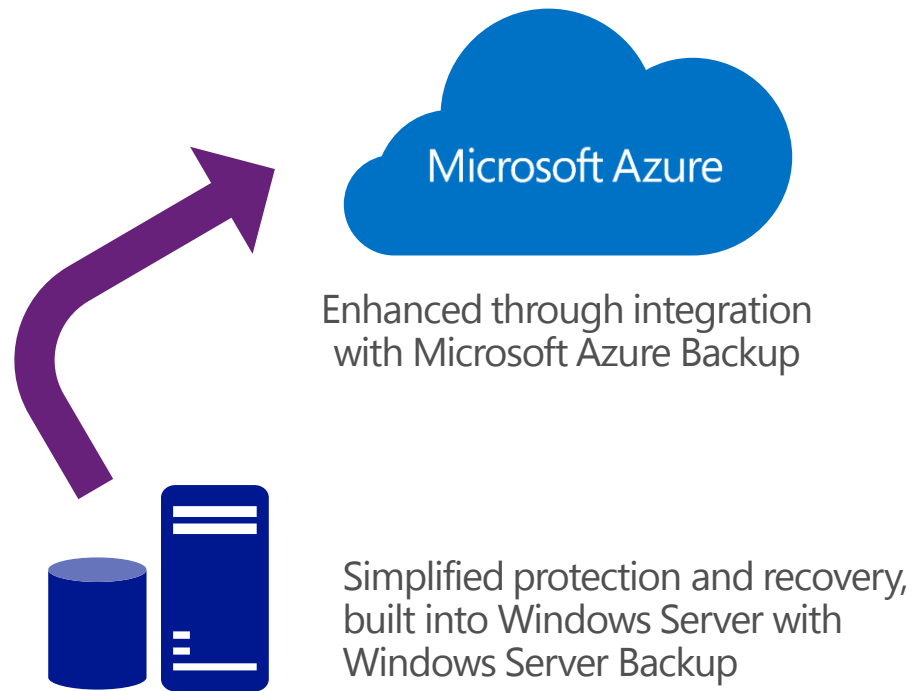 Microsoft Azure
Enhanced through integration
with Microsoft Azure Backup
Simplified protection and recovery,
built into Windows Server with
Windows Server Backup